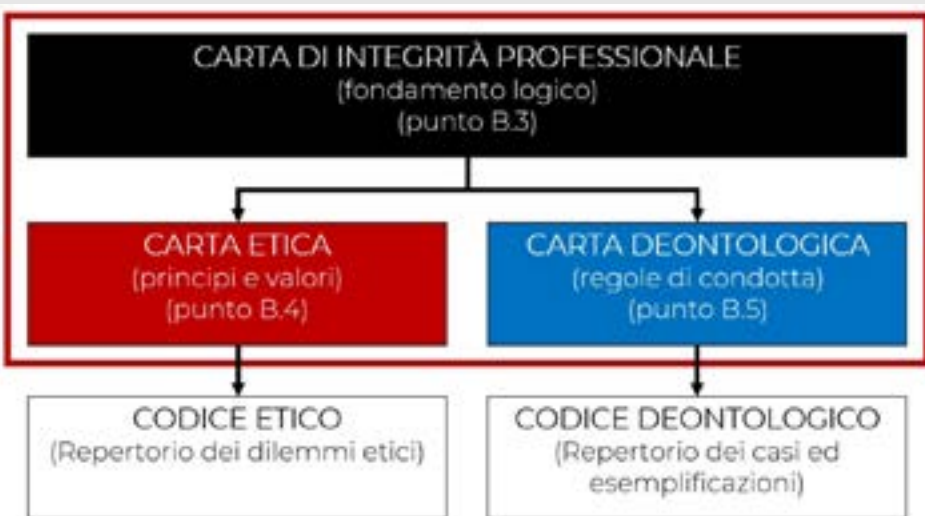 CARTA DI INTEGRITÀ PROFESSIONALE
(fondamento logico)
(punto B.3)
CARTA ETICA
(principi e valori)
(punto B.4)
CARTA DEONTOLOGICA
(regole di condotta)
(punto B.5)
CODICE ETICO
(Repertorio dei dilemmi etici)
CODICE DEONTOLOGICO
(Repertorio dei casi ed
esemplificazioni)